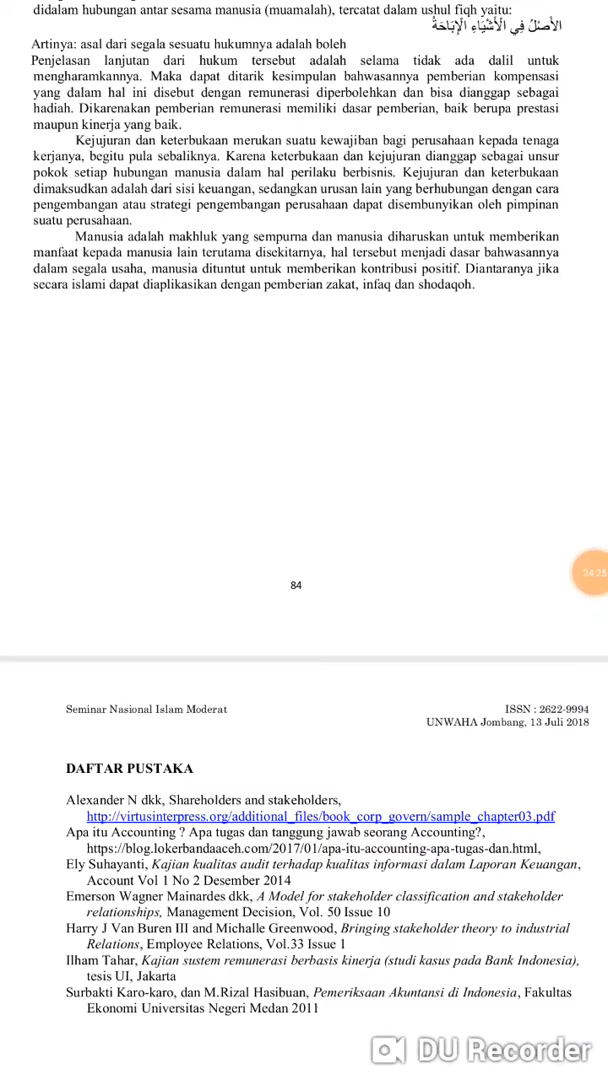 didalam hubungan antar sesama manusia (muamalah), tercatat dalam ushul fiqh yaitu:
الأَصْلُ فِي الْأَشْيَاءِ الْإِبَاحَةُ
Artinya: asal dari segala sesuatu hukumnya adalah boleh
Penjelasan lanjutan dari hukum tersebut adalah selama tidak ada dalil untuk
mengharamkannya. Maka dapat ditarik kesimpulan bahwasannya pemberian kompensasi
yang dalam hal ini disebut dengan remunerasi diperbolehkan dan bisa dianggap sebagai
hadiah. Dikarenakan pemberian remunerasi memiliki dasar pemberian, baik berupa prestasi
maupun kinerja yang baik.
Kejujuran dan keterbukaan merukan suatu kewajiban bagi perusahaan kepada tenaga
kerjanya, begitu pula sebaliknya. Karena keterbukaan dan kejujuran dianggap sebagai unsur
pokok setiap hubungan manusia dalam hal perilaku berbisnis. Kejujuran dan keterbukaan
dimaksudkan adalah dari sisi keuangan, sedangkan urusan lain yang berhubungan dengan cara
pengembangan atau strategi pengembangan perusahaan dapat disembunyikan oleh pimpinan
suatu perusahaan.
Manusia adalah makhluk yang sempurna dan manusia diharuskan untuk memberikan
manfaat kepada manusia lain terutama disekitarnya, hal tersebut menjadi dasar bahwasannya
dalam segala usaha, manusia dituntut untuk memberikan kontribusi positif. Diantaranya jika
secara islami dapat diaplikasikan dengan pemberian zakat, infaq dan shodaqoh.
24:25
84
Seminar Nasional Islam Moderat
ISSN : 2622-9994
UNWAHA Jombang, 13 Juli 2018
DAFTAR PUSTAKA
Alexander N dkk, Shareholders and stakeholders,
http://virtusinterpress.org/additional_files/book_corp_govern/sample_chapter03.pdf
Apa itu Accounting ? Apa tugas dan tanggung jawab seorang Accounting?,
https://blog.lokerbandaaceh.com/2017/01/apa-itu-accounting-apa-tugas-dan.html,
Ely Suhayanti, Kajian kualitas audit terhadap kualitas informasi dalam Laporan Keuangan,
Account Vol 1 No 2 Desember 2014
Emerson Wagner Mainardes dkk, A Model for stakeholder classification and stakeholder
relationships, Management Decision, Vol. 50 Issue 10
Harry J Van Buren III and Michalle Greenwood, Bringing stakeholder theory to industrial
Relations, Employee Relations, Vol.33 Issue 1
Ilham Tahar, Kajian sustem remunerasi berbasis kinerja (studi kasus pada Bank Indonesia),
tesis UI, Jakarta
Surbakti Karo-karo, dan M.Rizal Hasibuan, Pemeriksaan Akuntansi di Indonesia, Fakultas
Ekonomi Universitas Negeri Medan 2011
DU Recorder